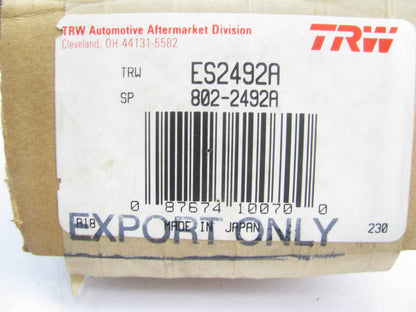 TRW Automotive Aftermarket Division
Cleveland, OH 44131-5582
TRW
TRW ES2492A
SP 802-2492A
0 87674 10070 0
A18 MADE IN JAPAN 230
EXPORT ONLY